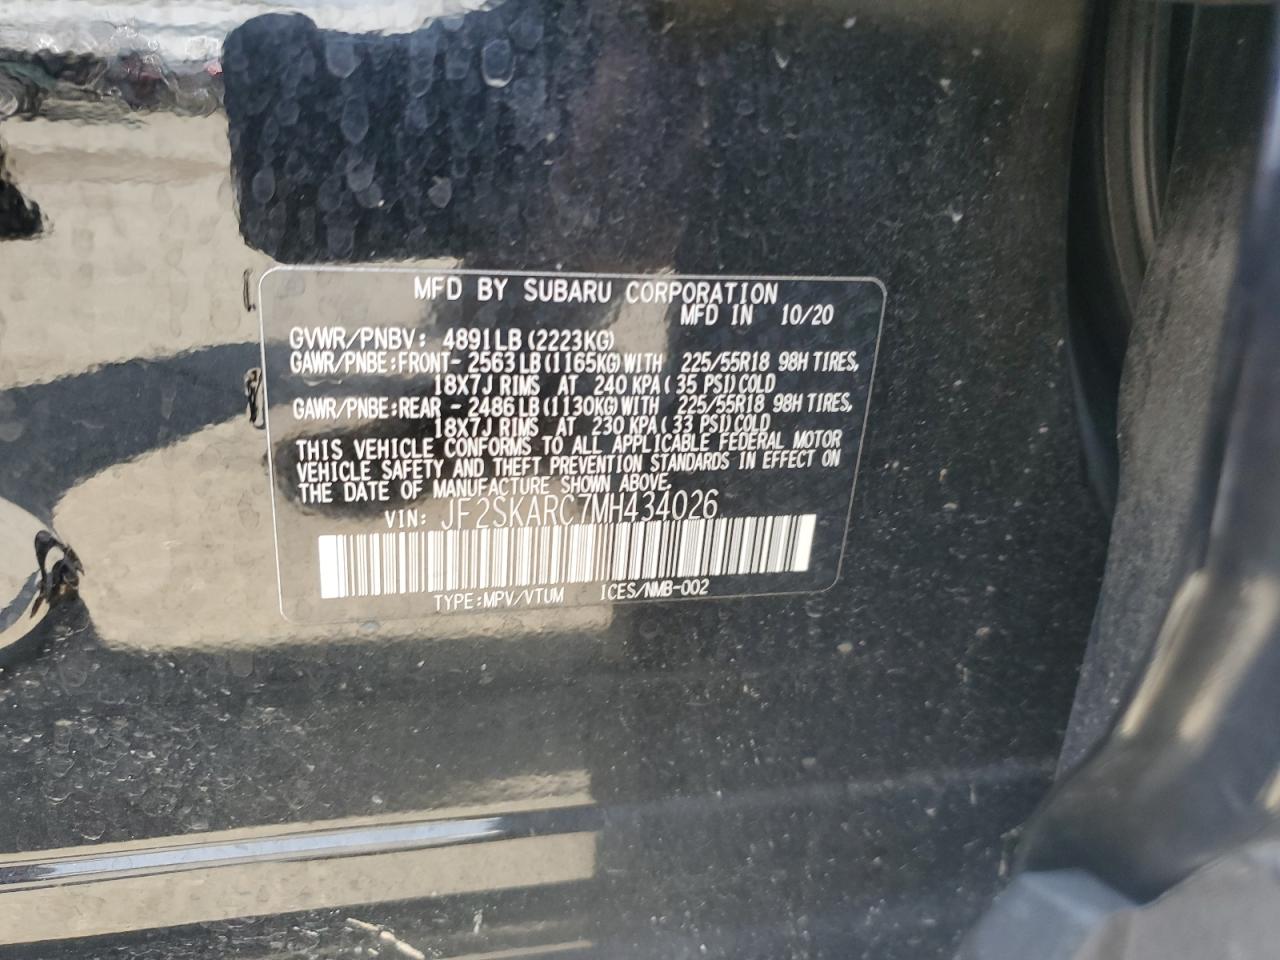 MFD BY SUBARU CORPORATION
MFD IN 10/20
GVWR/PNBV: 4891LB (2223KG)
GAWR/PNBE:FRONT- 2563LB (1165KG) WITH 225/55R18 98H TIRES,
18X7J RIMS AT 240 KPA ( 35 PSI) COLD
GAWR/PNBE:REAR - 2486LB (1130KG) WITH 225/55R18 98H TIRES,
18X7J RIMS AT 230 KPA ( 33 PSI) COLD
THIS VEHICLE CONFORMS TO ALL APPLICABLE FEDERAL MOTOR
VEHICLE SAFETY AND THEFT PREVENTION STANDARDS IN EFFECT ON
THE DATE OF MANUFACTURE SHOWN ABOVE.
VIN: JF2SKARC7MH434026
TYPE:MPV/VTUM ICES/NMB-002